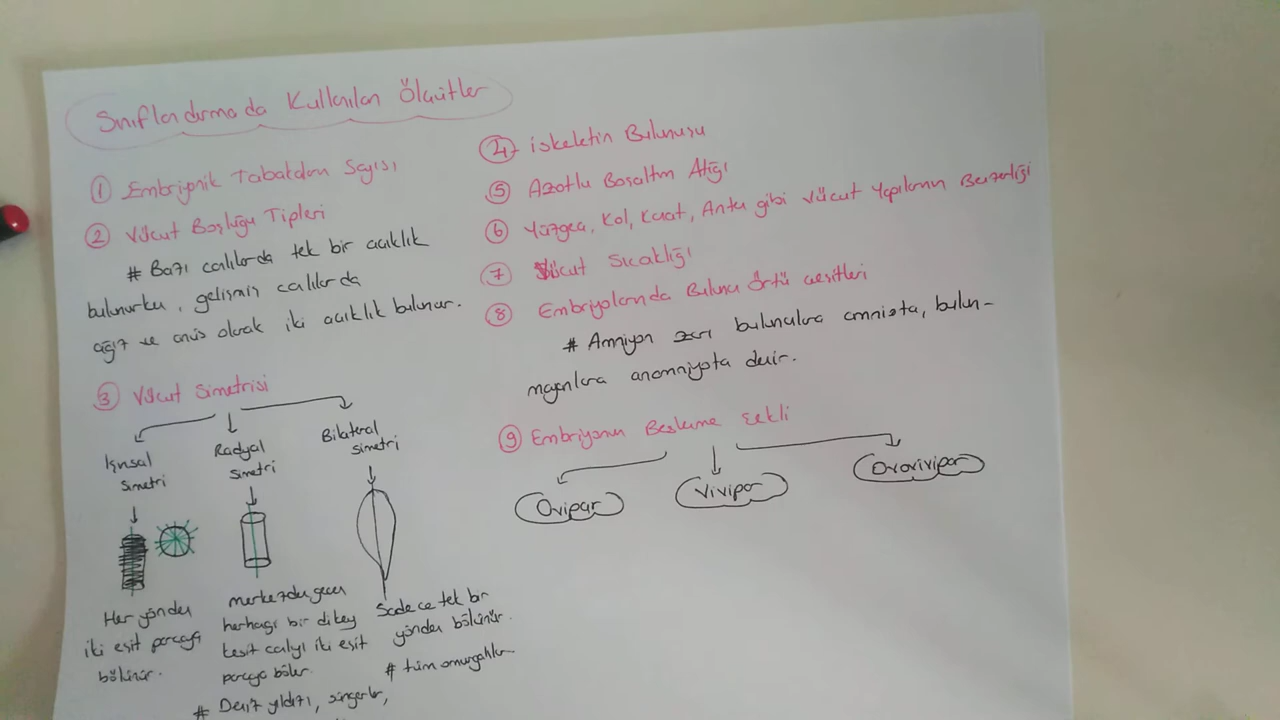 Sınıflandırmada Kullanılan Ölçütler
① Embriyonik Tabakaların Sayısı
② Vücut Boşluğu Tipleri
# Bazı canlılarda tek bir açıklık
bulunurken, gelişmiş canlılarda
ağız ve anüs olarak iki açıklık bulunur.
③ Vücut Simetrisi
Işınsal
simetri
Radyal
simetri
Bilateral
simetri
Her yönden
iki eşit parçaya
bölünür.
merkezden geçen
herhangi bir dikey
kesit canlıyı iki eşit
parçaya böler.
# Deniz yıldızı, süngerler,
Sadece tek bir
yönden bölünür.
# tüm omurgalılar
④ iskeletin Bulunuşu
⑤ Azotlu Boşaltım Atığı
⑥ Yüzgeç, Kol, Kanat, Anten gibi Vücut Yapılarının Benzerliği
⑦ Vücut Sıcaklığı
⑧ Embriyolarında Bulunan Örtü çeşitleri
# Amniyon zarı bulunanlara amniota, bulun-
mayanlara anamniyota denir.
⑨ Embriyonun Beslenme Şekli
Ovipar
Vivipar
Ovovivipar